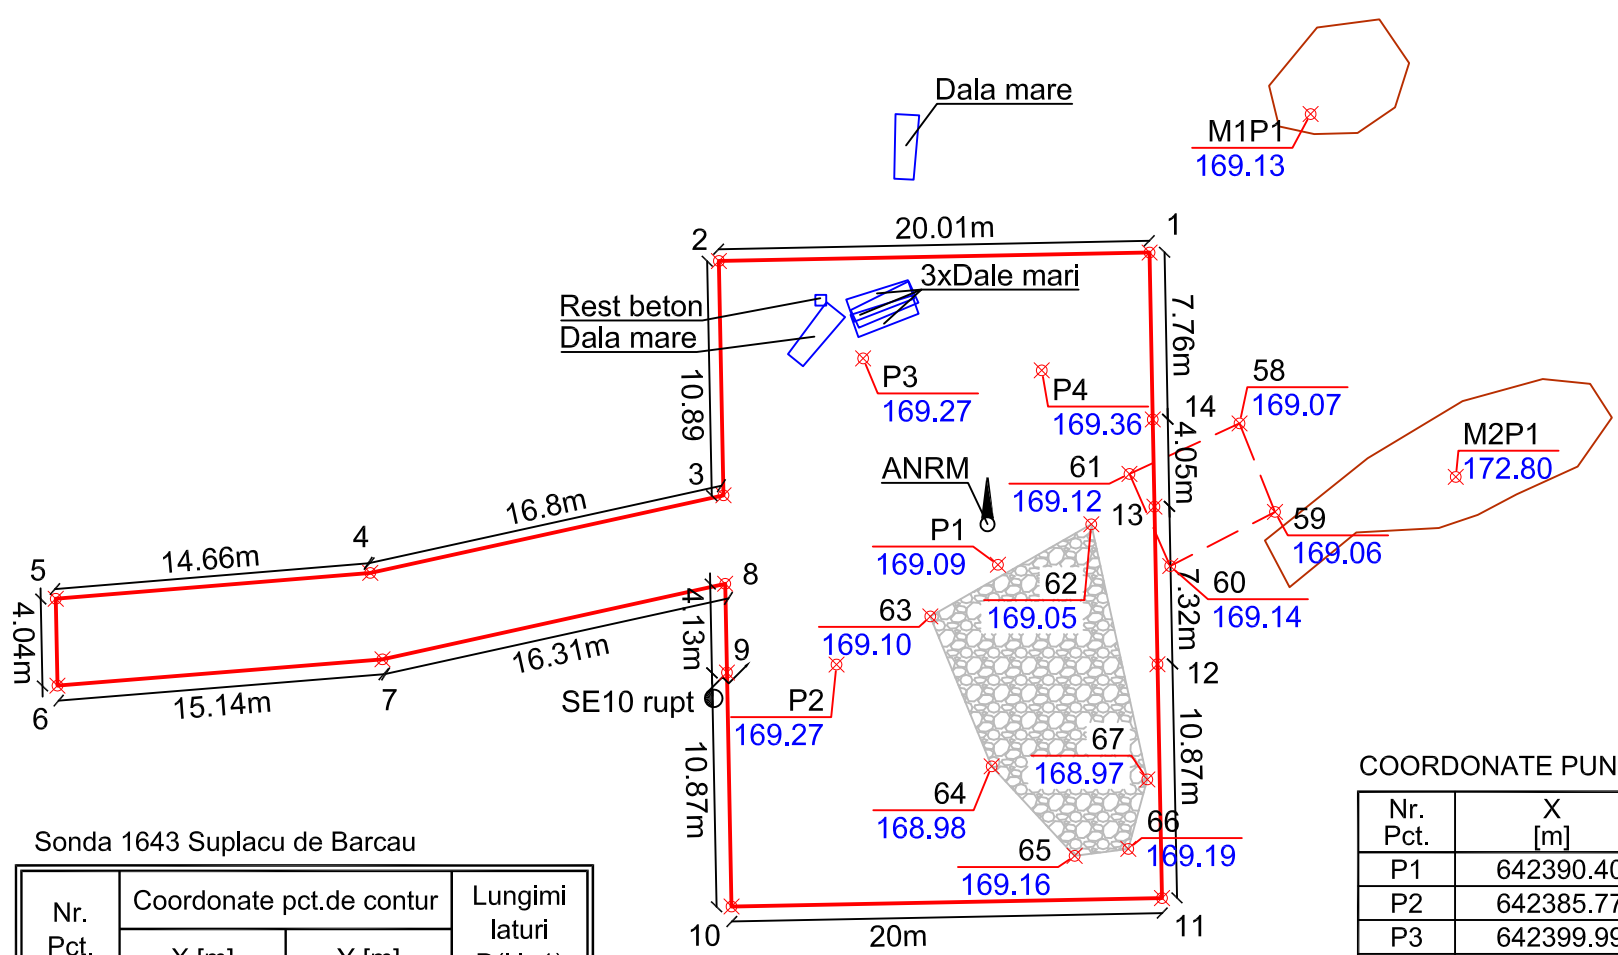 Dala mare
M1P1
169.13
1
2
20.01m
3xDale mari
Rest beton
Dala mare
7.76m
P3
169.27
P4
169.36
58
169.07
14
10.89
4.05m
M2P1
172.80
ANRM
61
169.12
3
16.8m
13
59
169.06
P1
169.09
4
14.66m
5
8
62
169.05
60
169.14
7.32m
63
169.10
4.13m
4.04m
16.31m
9
12
6
15.14m
7
SE10 rupt
P2
169.27
67
168.97
10.87m
10.87m
64
168.98
66
169.19
65
169.16
10
20m
11
Sonda 1643 Suplacu de Barcau
Nr.
Pct.
Coordonate pct.de contur
Lungimi
laturi
COORDONATE PUN
Nr.
Pct.
X
[m]
P1 642390.40
P2 642385.77
P3 642399.99